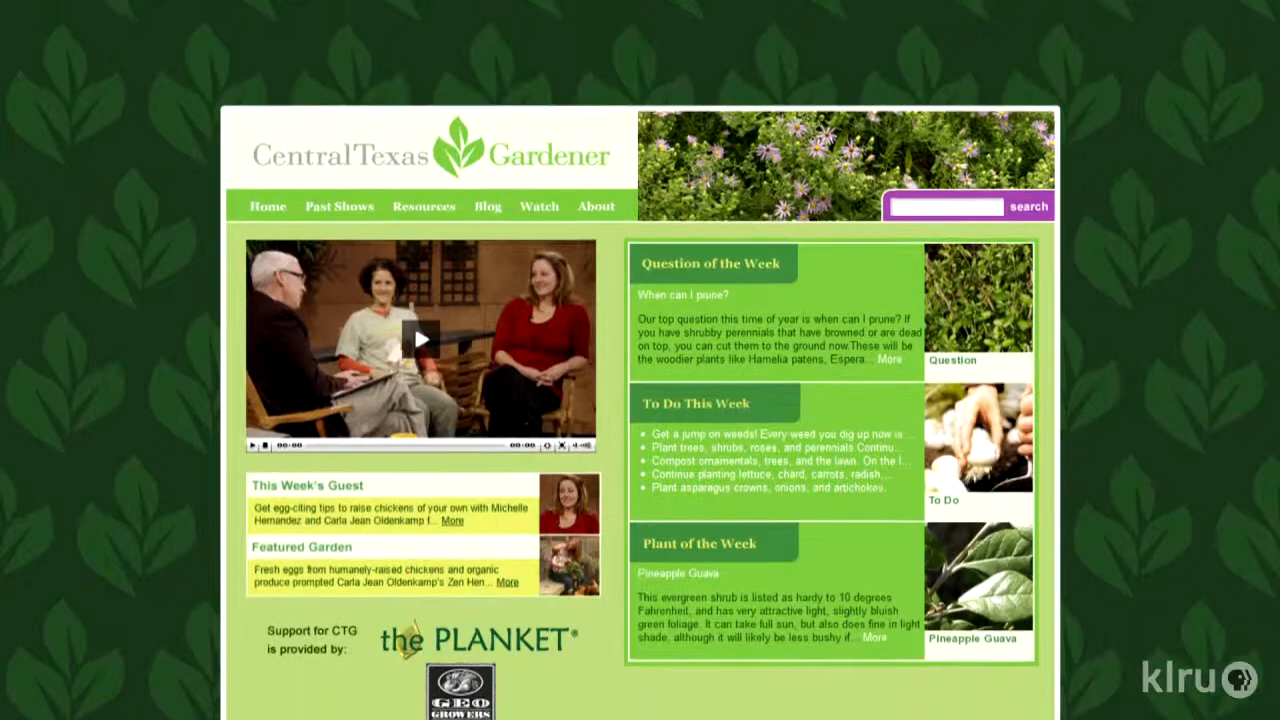 Central Texas Gardener
Home Past Shows Resources Blog Watch About
search
00:00 00:00
This Week's Guest
Get egg-citing tips to raise chickens of your own with Michelle
Hernandez and Carla Jean Oldenkamp f... More
Featured Garden
Fresh eggs from humanely-raised chickens and organic
produce prompted Carla Jean Oldenkamp's Zen Hen... More
Support for CTG
is provided by:
the PLANKET®
GEO
GROWERS
Question of the Week
When can I prune?
Our top question this time of year is when can I prune? If
you have shrubby perennials that have browned or are dead
on top, you can cut them to the ground now.These will be
the woodier plants like Hamelia patens, Espera... More
Question
To Do This Week
Get a jump on weeds! Every weed you dig up now is ...
Plant trees, shrubs, roses, and perennials.Continu...
Compost ornamentals, trees, and the lawn. On the l...
Continue planting lettuce, chard, carrots, radish,...
Plant asparagus crowns, onions, and artichokes.
To Do
Plant of the Week
Pineapple Guava
This evergreen shrub is listed as hardy to 10 degrees
Fahrenheit, and has very attractive light, slightly bluish
green foliage. It can take full sun, but also does fine in light
shade, although it will likely be less bushy if... More
Pineapple Guava
klru